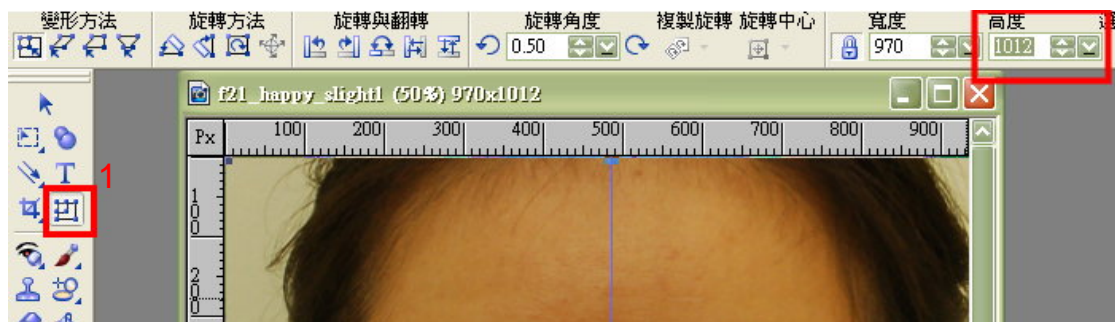 變形方法 旋轉方法 旋轉與翻轉 旋轉角度 複製旋轉 旋轉中心 寬度 高度
0.50 970 1012
f21_happy_slight1 (50%) 970x1012
Px 100 200 300 400 500 600 700 800 900
T
1
100
20